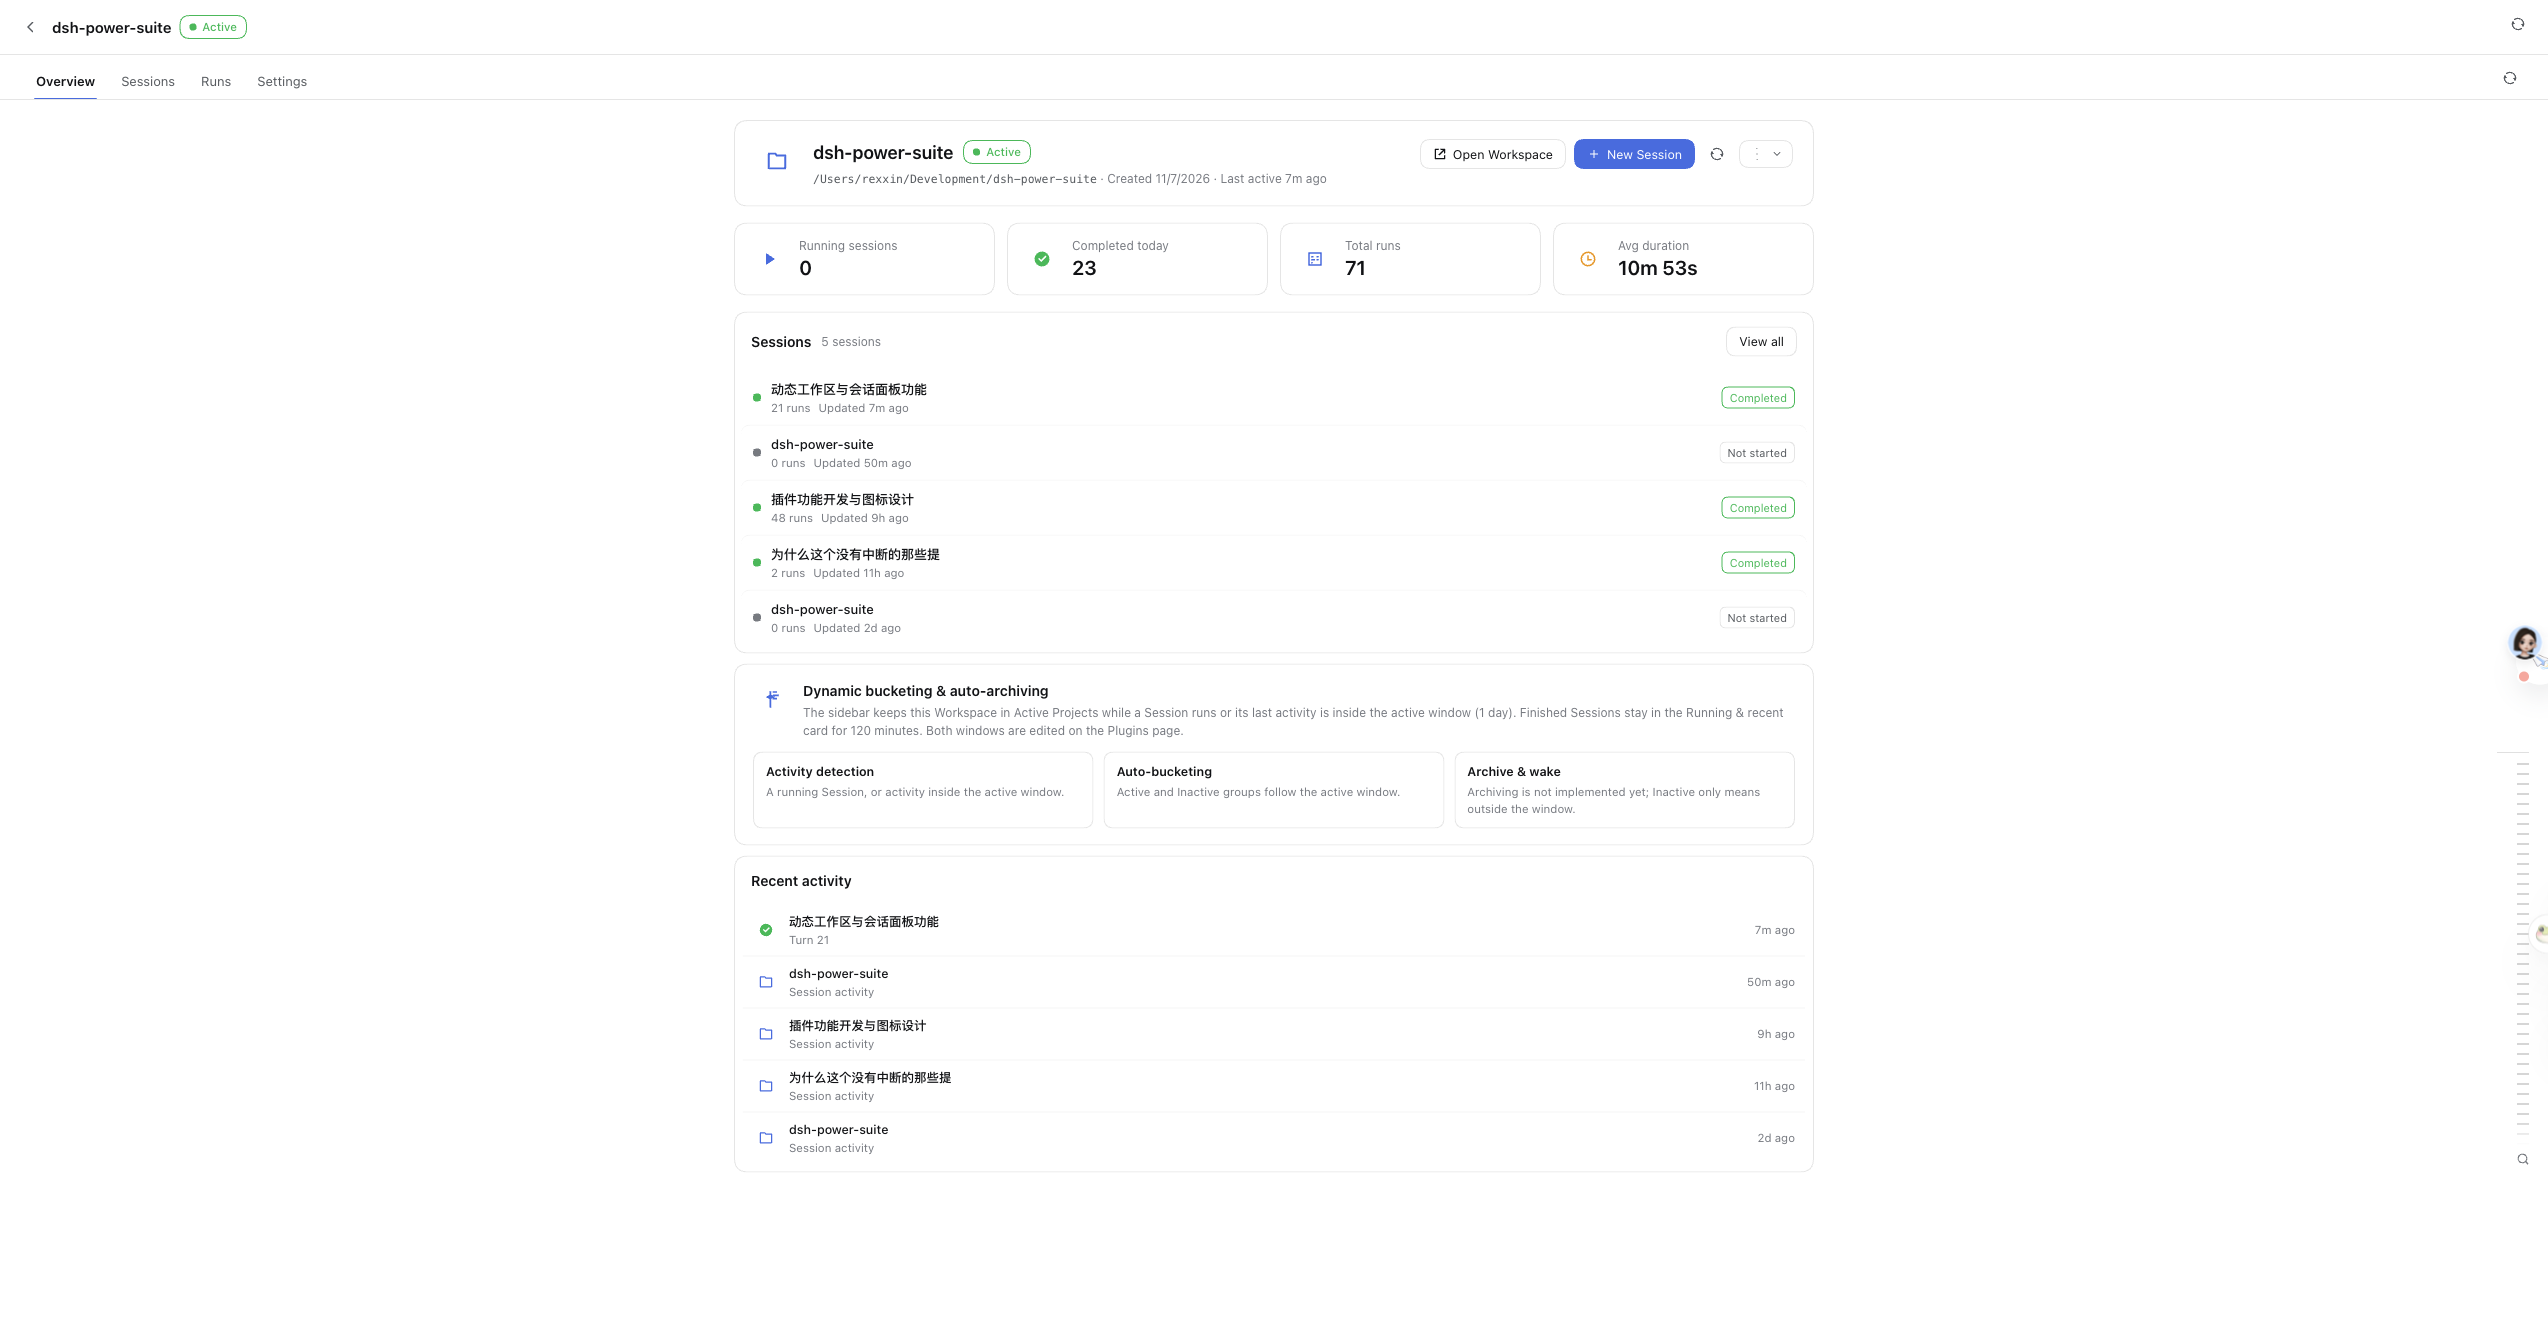 dsh-power-suite
Active
Overview
Sessions
Runs
Settings
dsh-power-suite
Active
/Users/rexxin/Development/dsh-power-suite · Created 11/7/2026 · Last active 7m ago
Open Workspace
New Session
Running sessions
0
Completed today
23
Total runs
71
Avg duration
10m 53s
Sessions
5 sessions
View all
动态工作区与会话面板功能
21 runs Updated 7m ago
Completed
dsh-power-suite
0 runs Updated 50m ago
Not started
插件功能开发与图标设计
48 runs Updated 9h ago
Completed
为什么这个没有中断的那些提
2 runs Updated 11h ago
Completed
dsh-power-suite
0 runs Updated 2d ago
Not started
Dynamic bucketing & auto-archiving
The sidebar keeps this Workspace in Active Projects while a Session runs or its last activity is inside the active window (1 day). Finished Sessions stay in the Running & recent
card for 120 minutes. Both windows are edited on the Plugins page.
Activity detection
A running Session, or activity inside the active window.
Auto-bucketing
Active and Inactive groups follow the active window.
Archive & wake
Archiving is not implemented yet; Inactive only means
outside the window.
Recent activity
动态工作区与会话面板功能
Turn 21
7m ago
dsh-power-suite
Session activity
50m ago
插件功能开发与图标设计
Session activity
9h ago
为什么这个没有中断的那些提
Session activity
11h ago
dsh-power-suite
Session activity
2d ago